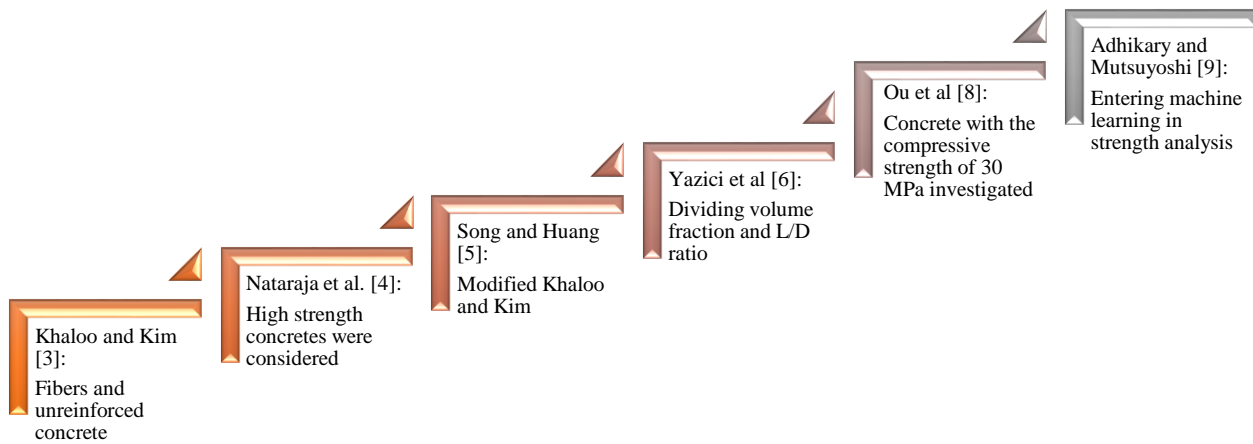 Khaloo and Kim
[3]:
Fibers and
unreinforced
concrete
Nataraja et al. [4]:
High strength
concretes were
considered
Song and Huang
[5]:
Modified Khaloo
and Kim
Yazici et al [6]:
Dividing volume
fraction and L/D
ratio
Ou et al [8]:
Concrete with the
compressive
strength of 30
MPa investigated
Adhikary and
Mutsuyoshi [9]:
Entering machine
learning in
strength analysis